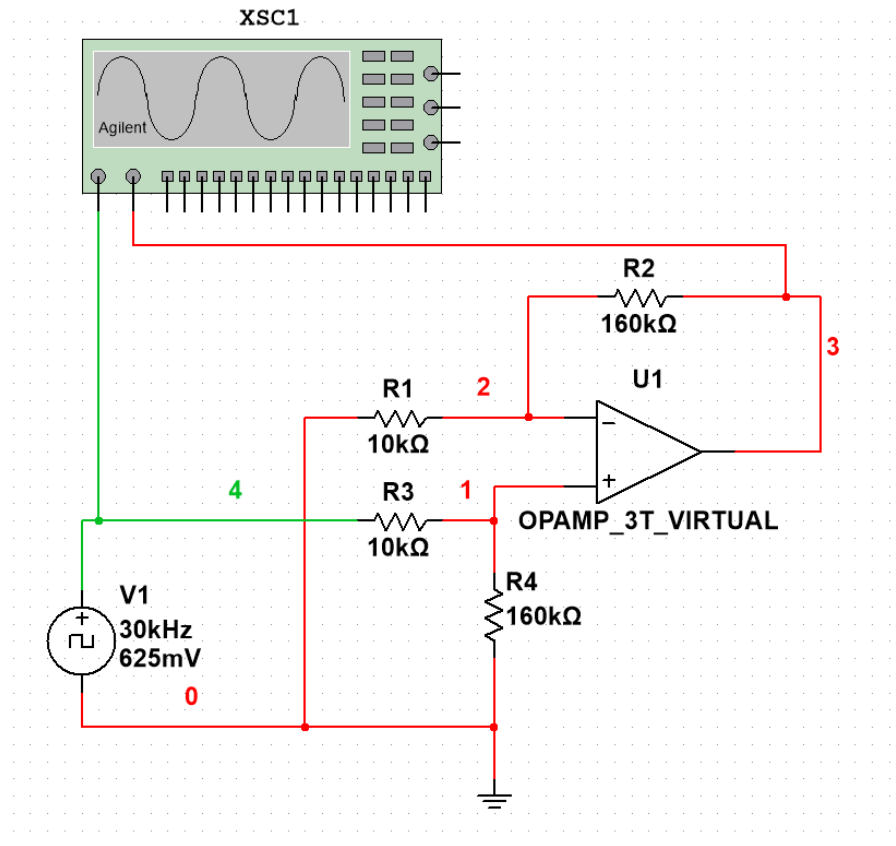 XSC1
Agilent
R2
160kΩ
3
U1
R1
2
10kΩ
4
R3
1
OPAMP_3T_VIRTUAL
10kΩ
V1
R4
30kHz
160kΩ
625mV
0